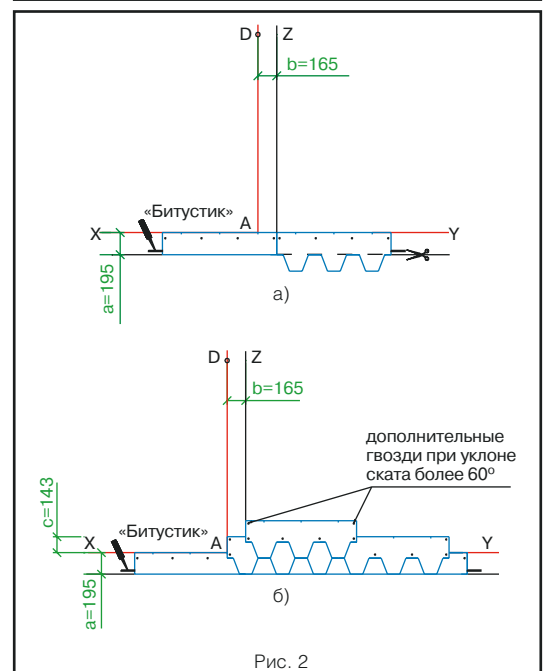 D Z
b=165
«Битустик»
X A Y
a=195
а)
D Z
b=165
дополнительные
гвозди при уклоне
ската более 60º
c=143
«Битустик»
X A Y
a=195
б)
Рис. 2